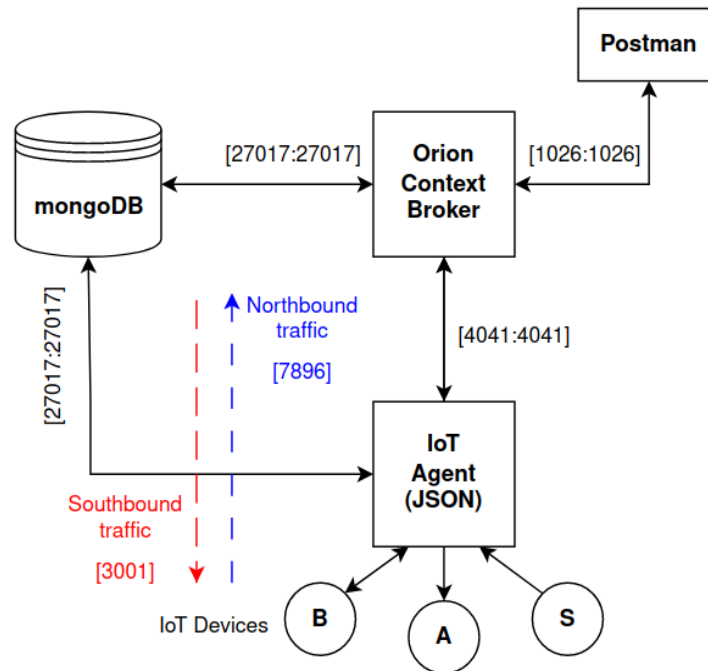 Postman
[27017:27017]
Orion
Context
Broker
[1026:1026]
mongoDB
[27017:27017]
Northbound
traffic
[7896]
[4041:4041]
IoT
Agent
(JSON)
Southbound
traffic
[3001]
IoT Devices
B
A
S